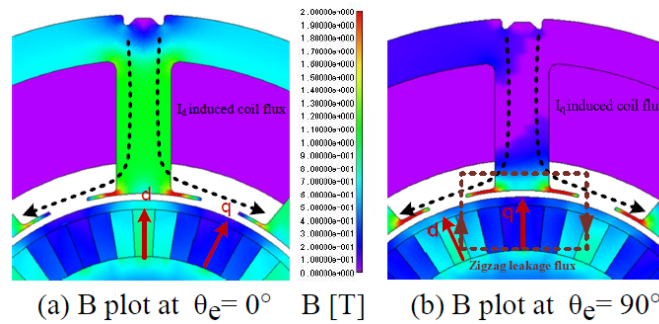 I_d induced coil flux
d
q
2.00000e+000
1.90000e+000
1.80000e+000
1.70000e+000
1.60000e+000
1.50000e+000
1.40000e+000
1.30000e+000
1.20000e+000
1.10000e+000
1.00000e+000
9.00000e-001
8.00000e-001
7.00000e-001
6.00000e-001
5.00000e-001
4.00000e-001
3.00000e-001
2.00000e-001
1.00000e-001
0.00000e+000
I_q induced coil flux
d
q
Zigzag leakage flux
(a) B plot at θe= 0° B [T] (b) B plot at θe= 90°